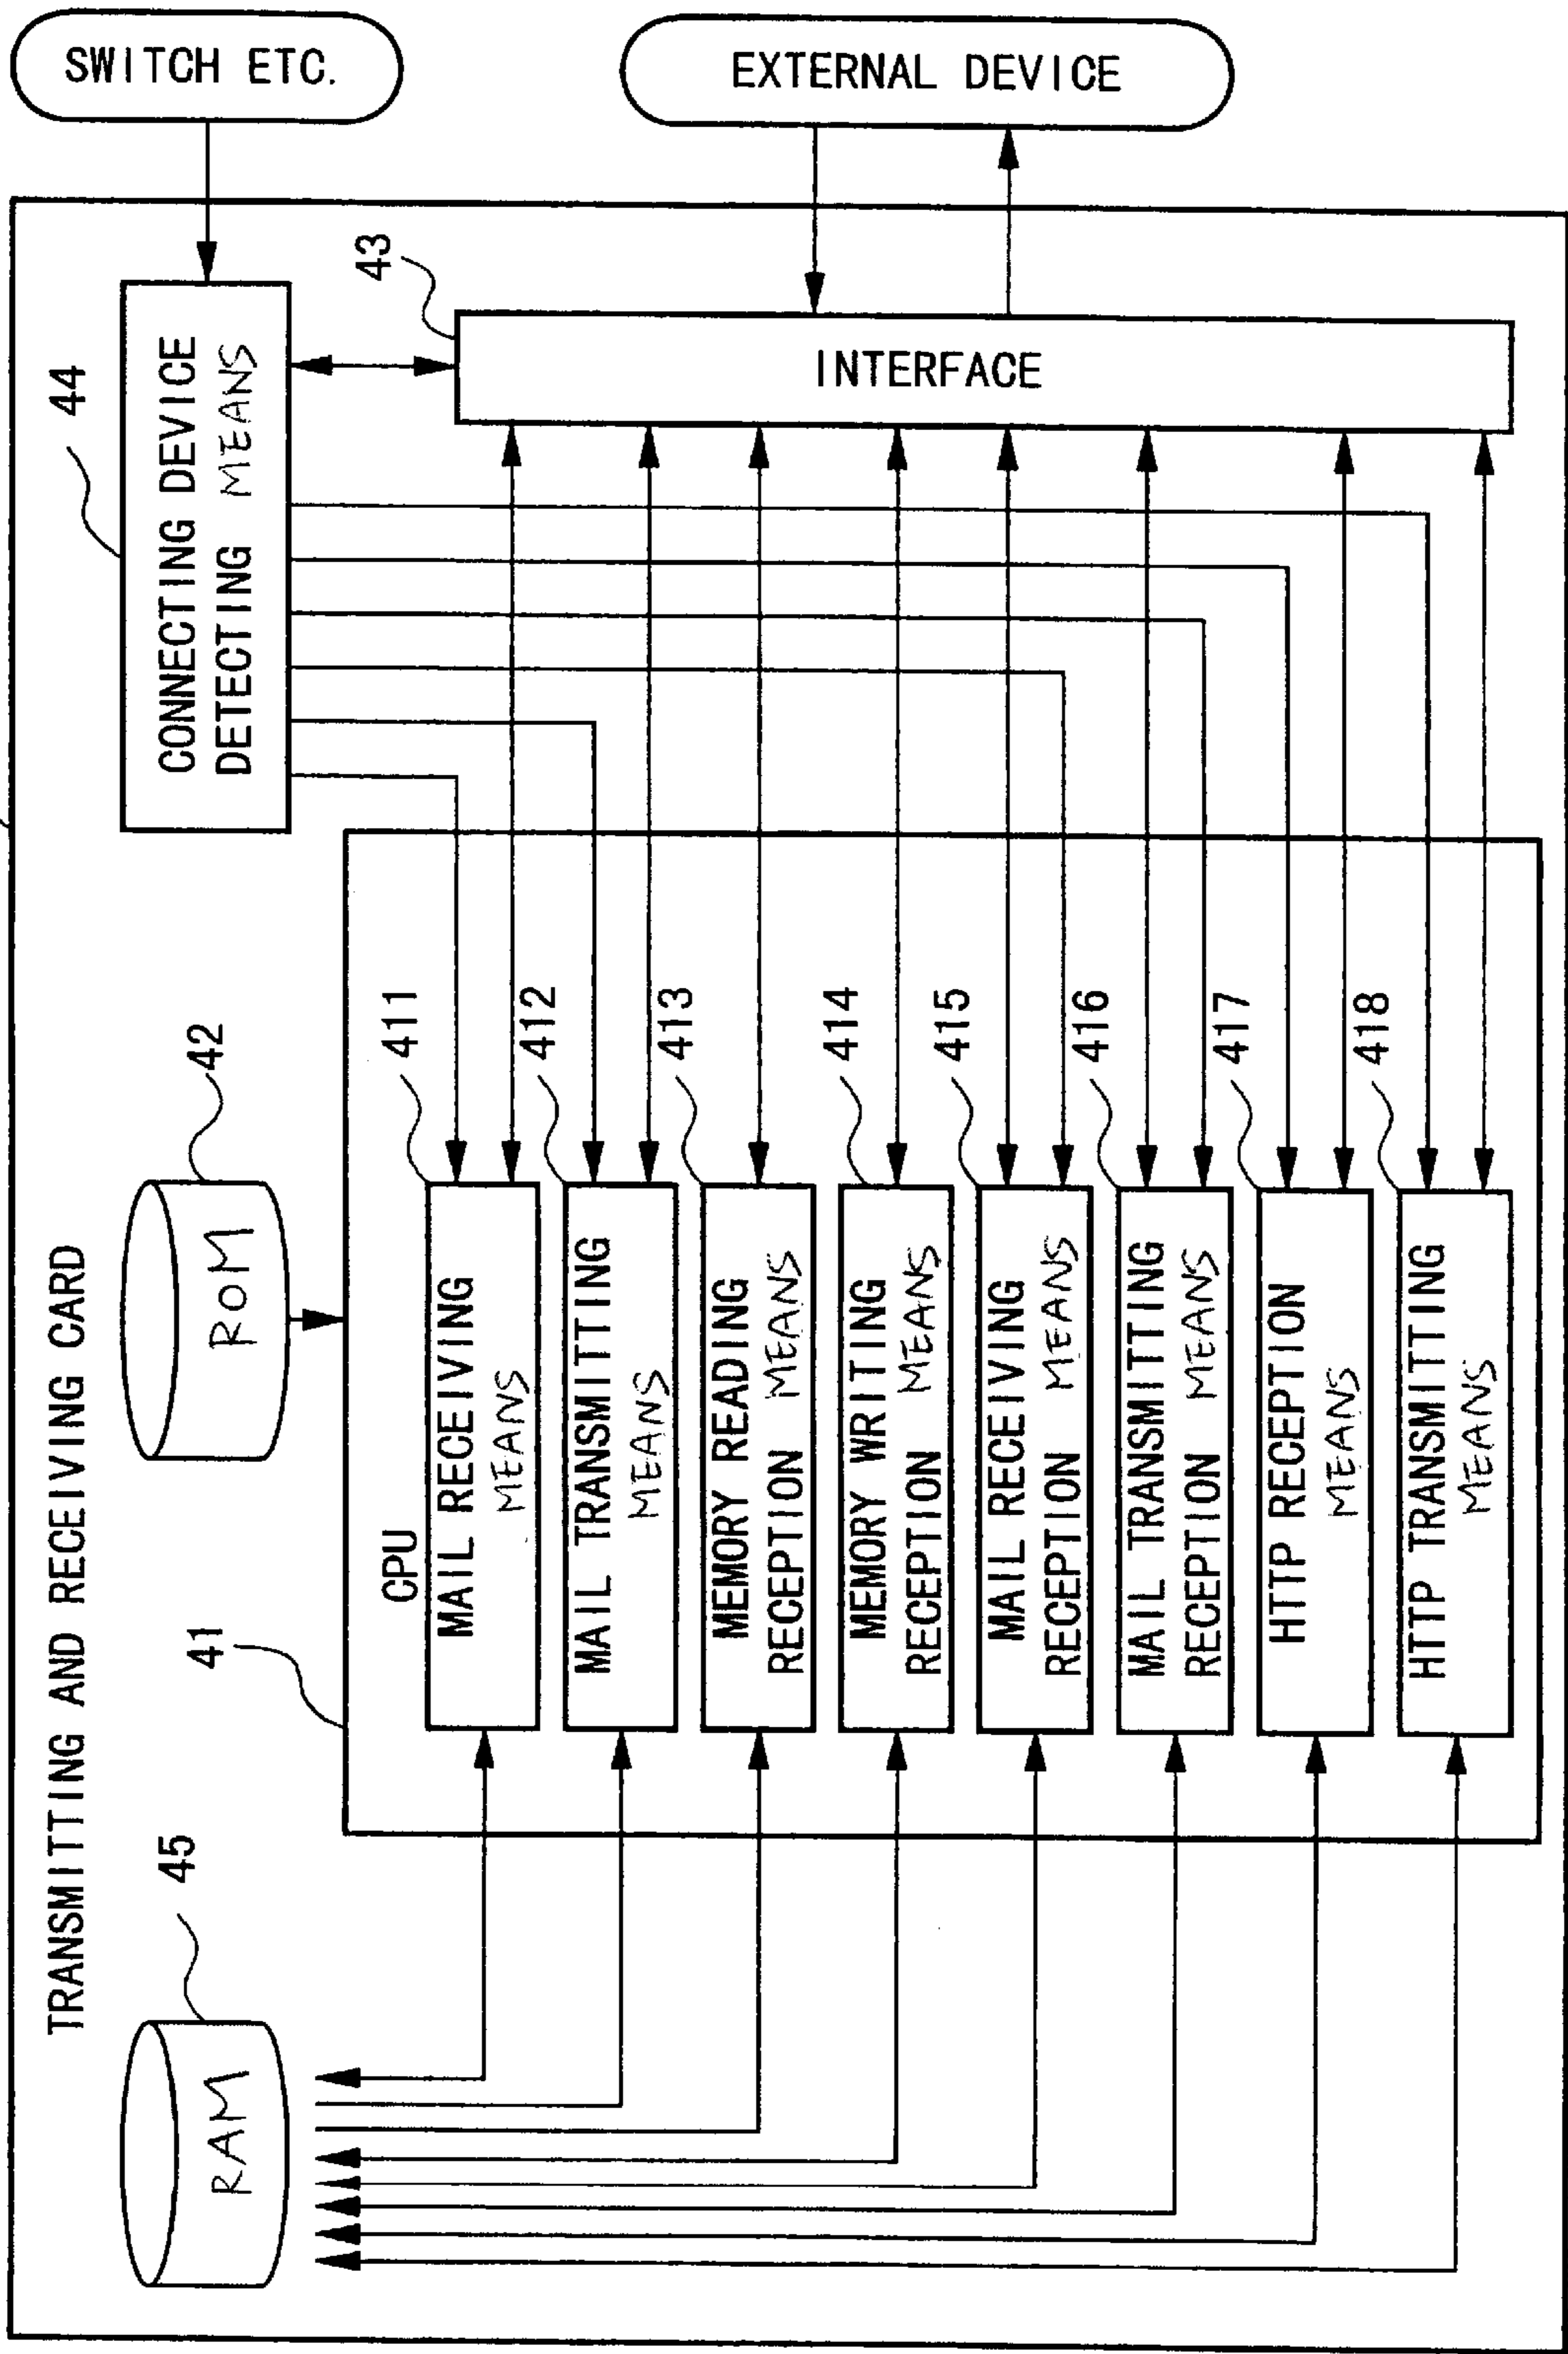 TRANSMITTING AND RECEIVING CARD
45
RAM
42
ROM
44
CONNECTING DEVICE
DETECTING MEANS
SWITCH ETC.
41
CPU
43
INTERFACE
EXTERNAL DEVICE
411
MAIL RECEIVING
MEANS
412
MAIL TRANSMITTING
MEANS
413
MEMORY READING
RECEPTION MEANS
414
MEMORY WRITING
RECEPTION MEANS
415
MAIL RECEIVING
RECEPTION MEANS
416
MAIL TRANSMITTING
RECEPTION MEANS
417
HTTP RECEPTION
MEANS
418
HTTP TRANSMITTING
MEANS